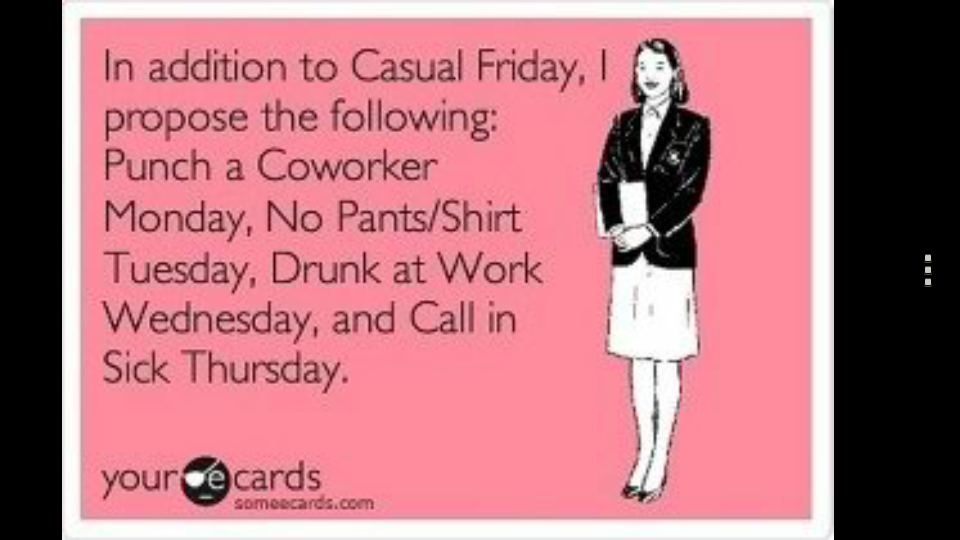 In addition to Casual Friday, I
propose the following:
Punch a Coworker
Monday, No Pants/Shirt
Tuesday, Drunk at Work
Wednesday, and Call in
Sick Thursday.
your e cards
someecards.com